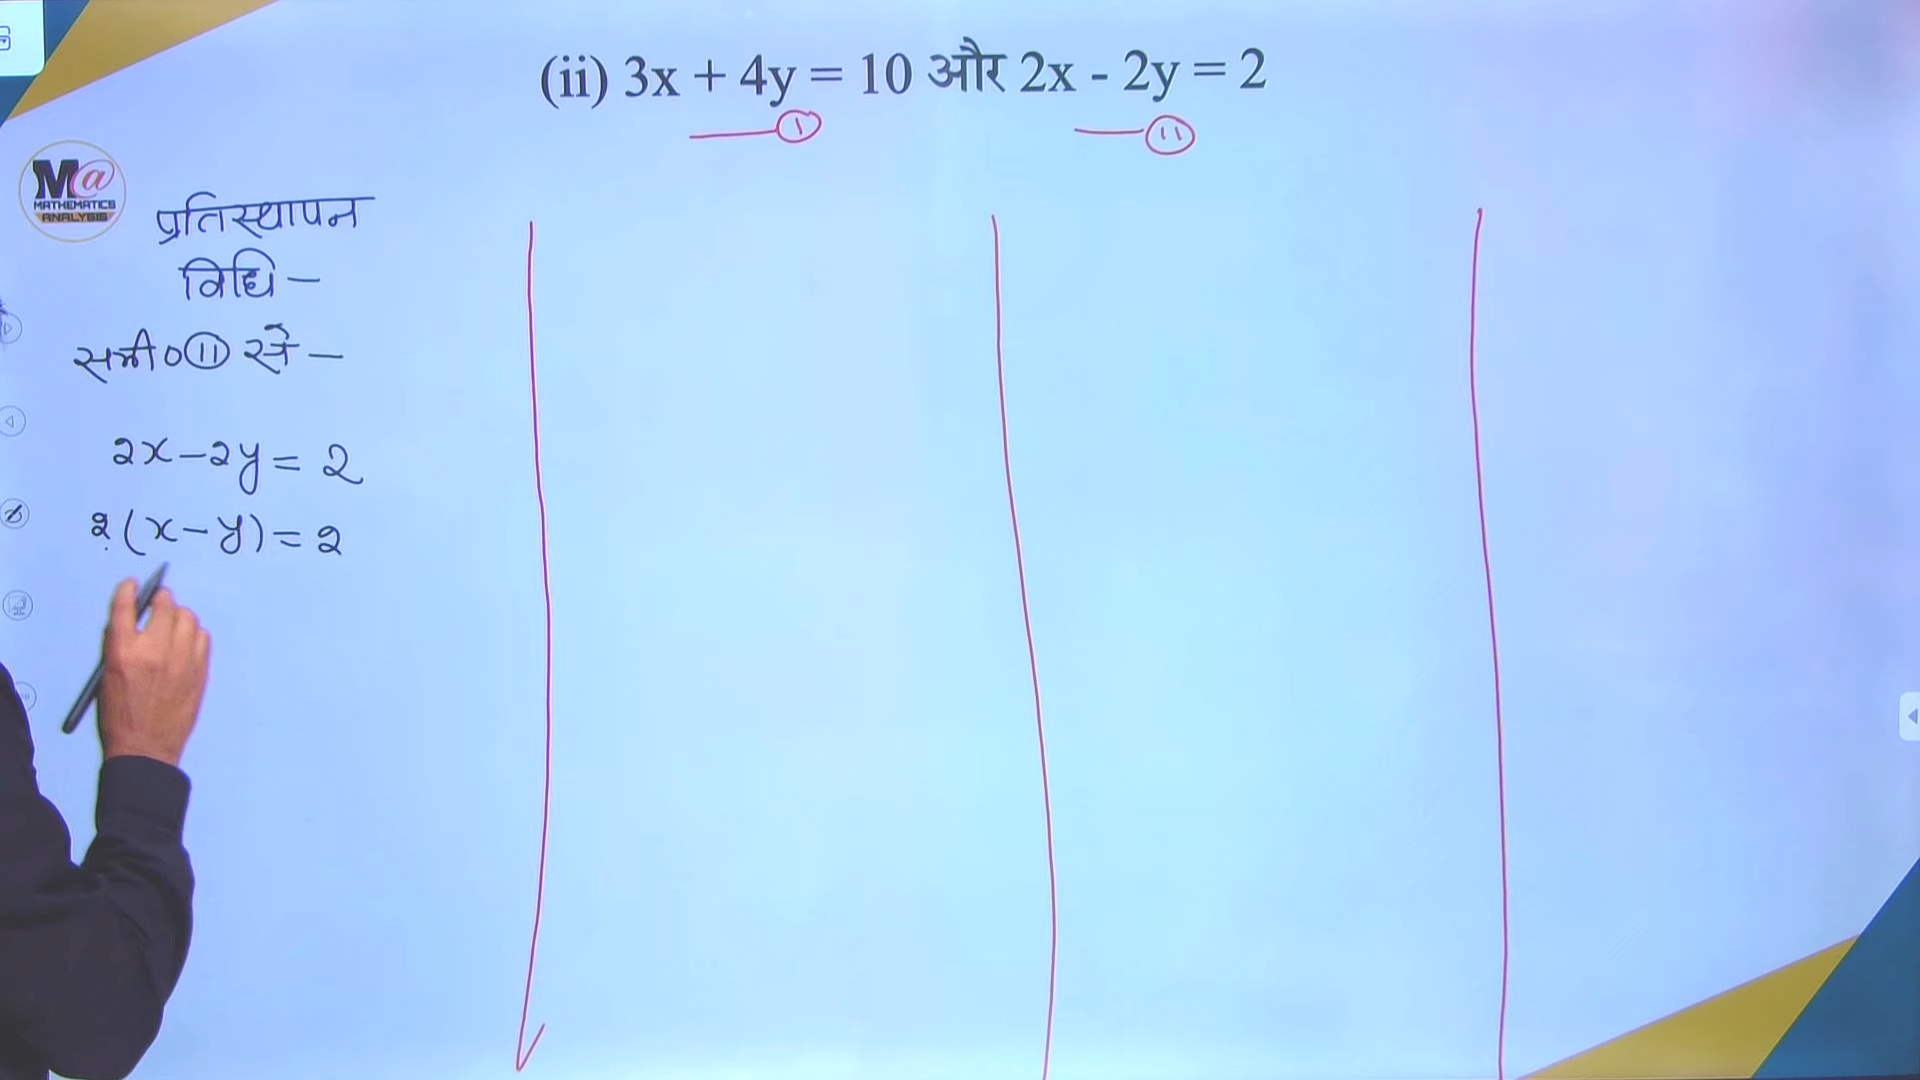 (ii) 3x + 4y = 10 और 2x - 2y = 2
I
II
M@
MATHEMATICS
ANALYSIS
प्रतिस्थापन
विधि –
समी० II से –
2x – 2y = 2
2(x – y) = 2